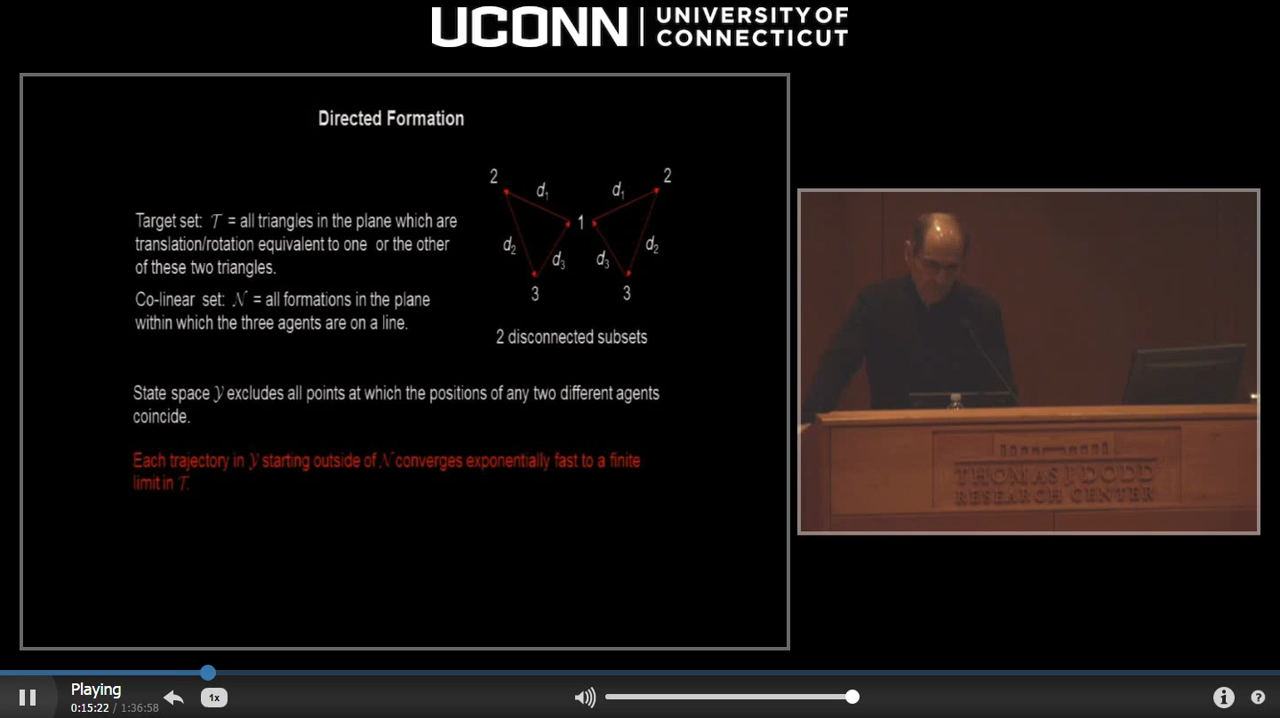 UCONN
UNIVERSITY OF
CONNECTICUT
Directed Formation
2
d1
2
d1
1
Target set: 𝒯 = all triangles in the plane which are
translation/rotation equivalent to one or the other
of these two triangles.
d2
d3
d3
d2
3
3
Co-linear set: 𝒩 = all formations in the plane
within which the three agents are on a line.
2 disconnected subsets
State space 𝒴 excludes all points at which the positions of any two different agents
coincide.
Each trajectory in 𝒴 starting outside of 𝒩 converges exponentially fast to a finite
limit in 𝒯.
THOMAS J. DODD
RESEARCH CENTER
Playing
0:15:22 / 1:36:58
1x